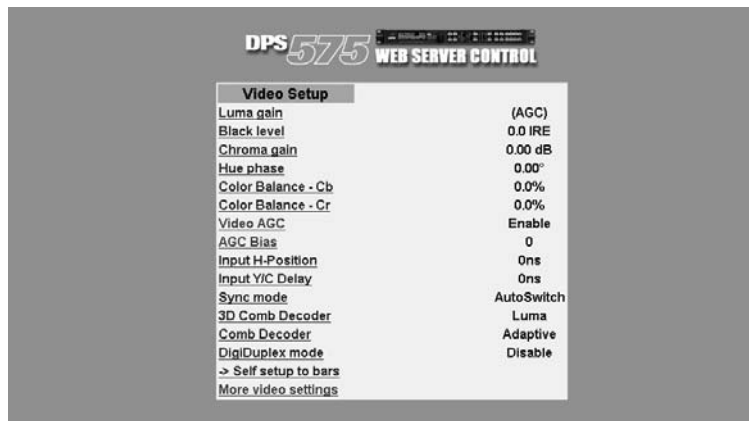 DPS 575 WEB SERVER CONTROL
Video Setup
Luma gain (AGC)
Black level 0.0 IRE
Chroma gain 0.00 dB
Hue phase 0.00°
Color Balance - Cb 0.0%
Color Balance - Cr 0.0%
Video AGC Enable
AGC Bias 0
Input H-Position 0ns
Input Y/C Delay 0ns
Sync mode AutoSwitch
3D Comb Decoder Luma
Comb Decoder Adaptive
DigiDuplex mode Disable
-> Self setup to bars
More video settings